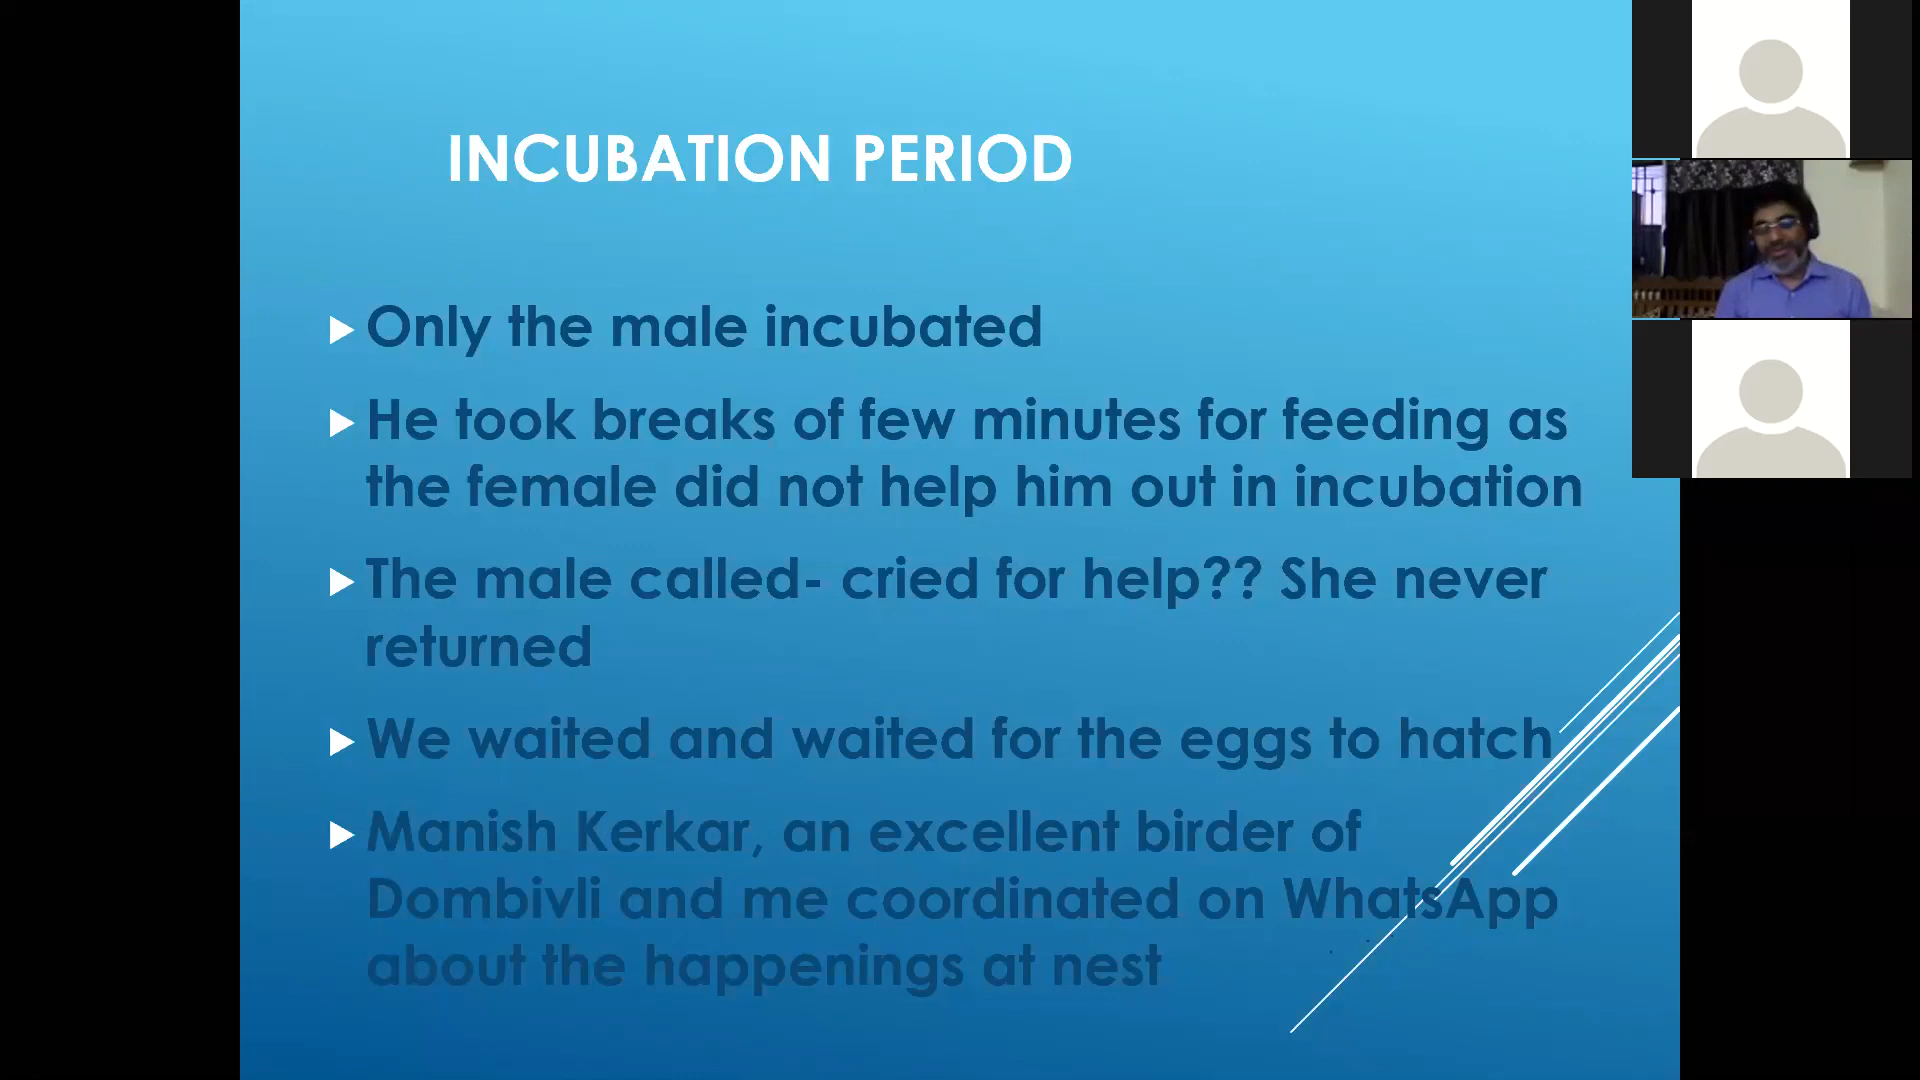 INCUBATION PERIOD
Only the male incubated
He took breaks of few minutes for feeding as
the female did not help him out in incubation
The male called- cried for help?? She never
returned
We waited and waited for the eggs to hatch
Manish Kerkar, an excellent birder of
Dombivli and me coordinated on WhatsApp
about the happenings at nest